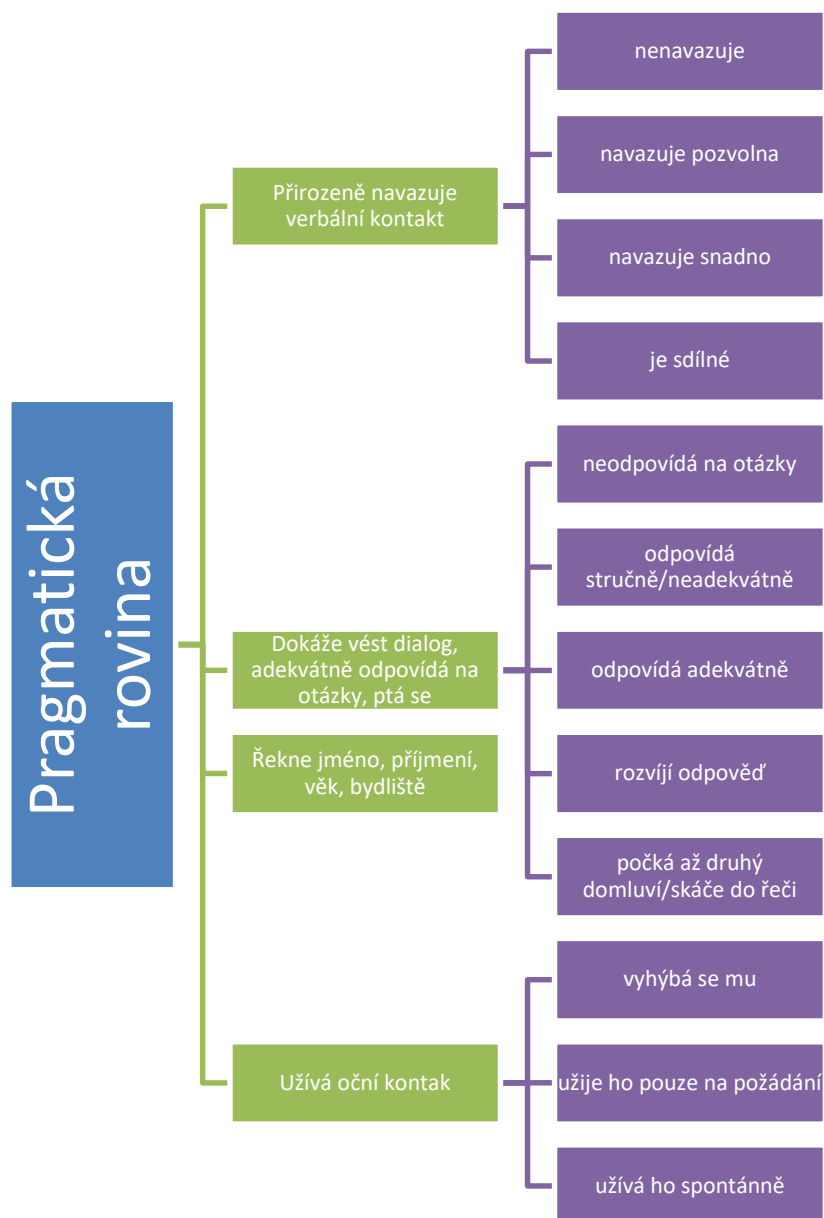 Pragmatická
rovina
Přirozeně navazuje
verbální kontakt
nenavazuje
navazuje pozvolna
navazuje snadno
je sdílné
Dokáže vést dialog,
adekvátně odpovídá na
otázky, ptá se
neodpovídá na otázky
odpovídá
stručně/neadekvátně
odpovídá adekvátně
rozvíjí odpověď
počká až druhý
domluví/skáče do řeči
Řekne jméno, příjmení,
věk, bydliště
Užívá oční kontak
vyhýbá se mu
užije ho pouze na požádání
užívá ho spontánně